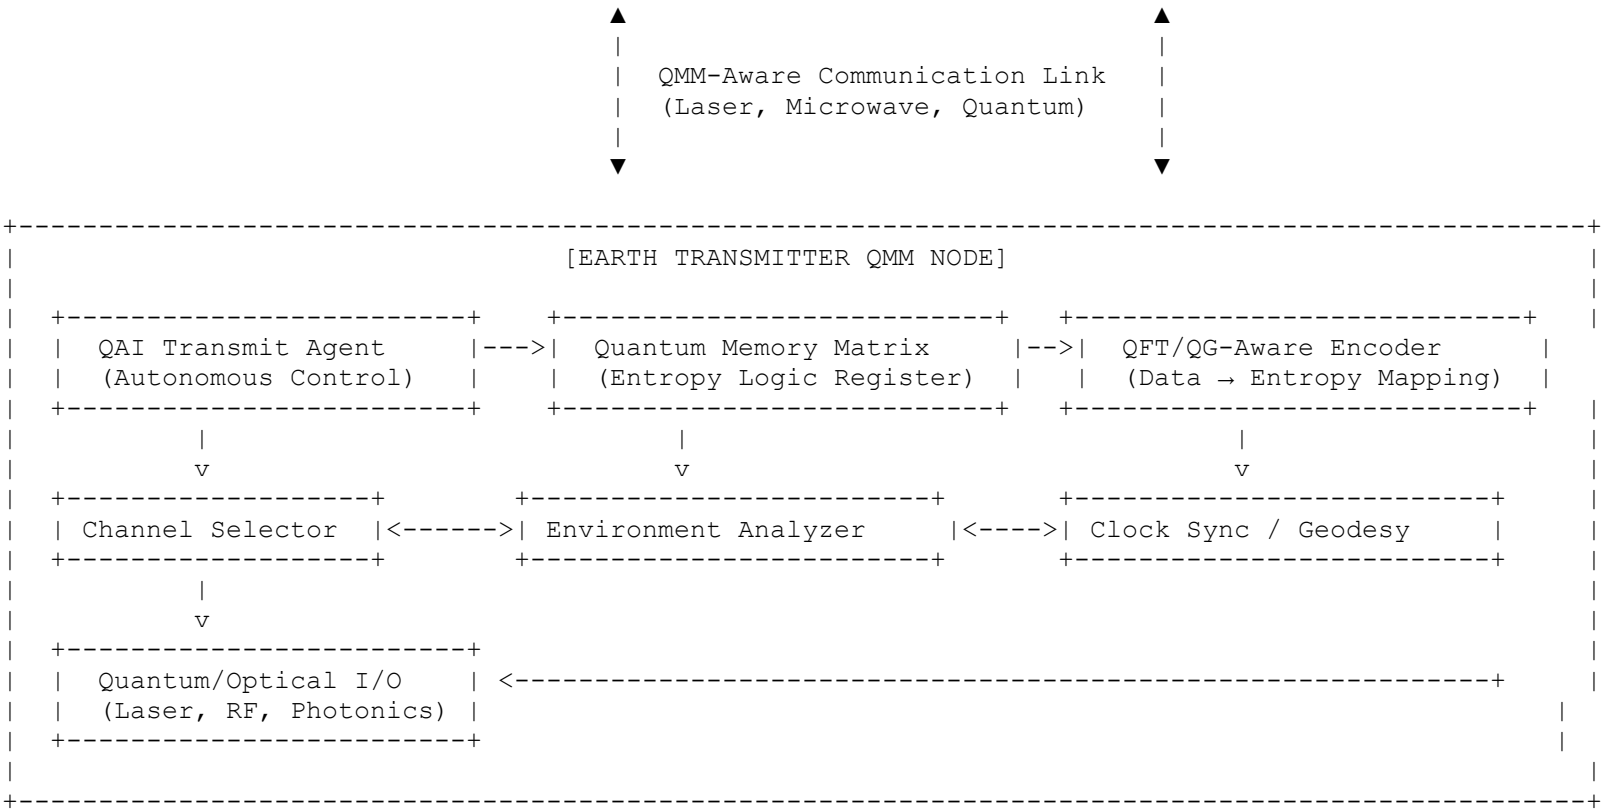 QMM-Aware Communication Link
(Laser, Microwave, Quantum)
[EARTH TRANSMITTER QMM NODE]
QAI Transmit Agent
(Autonomous Control)
Quantum Memory Matrix
(Entropy Logic Register)
QFT/QG-Aware Encoder
(Data → Entropy Mapping)
v v v
Channel Selector
Environment Analyzer
Clock Sync / Geodesy
v
Quantum/Optical I/O
(Laser, RF, Photonics)